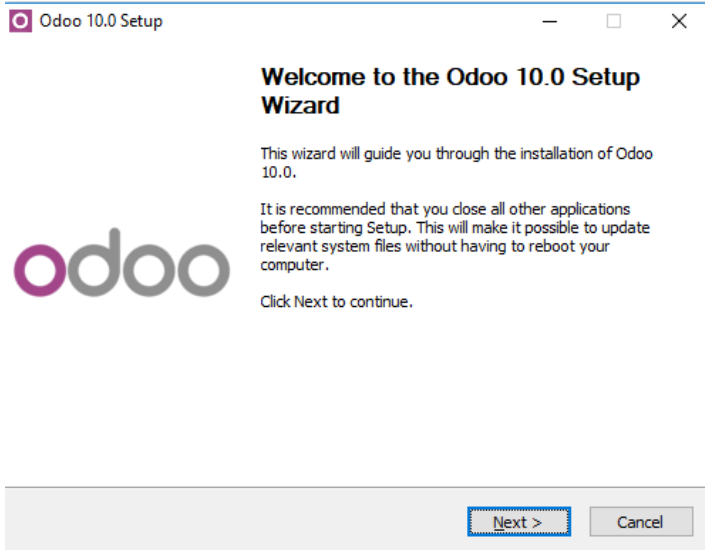 Odoo 10.0 Setup
Welcome to the Odoo 10.0 Setup
Wizard
This wizard will guide you through the installation of Odoo
10.0.
It is recommended that you close all other applications
before starting Setup. This will make it possible to update
relevant system files without having to reboot your
computer.
odoo
Click Next to continue.
Next >
Cancel